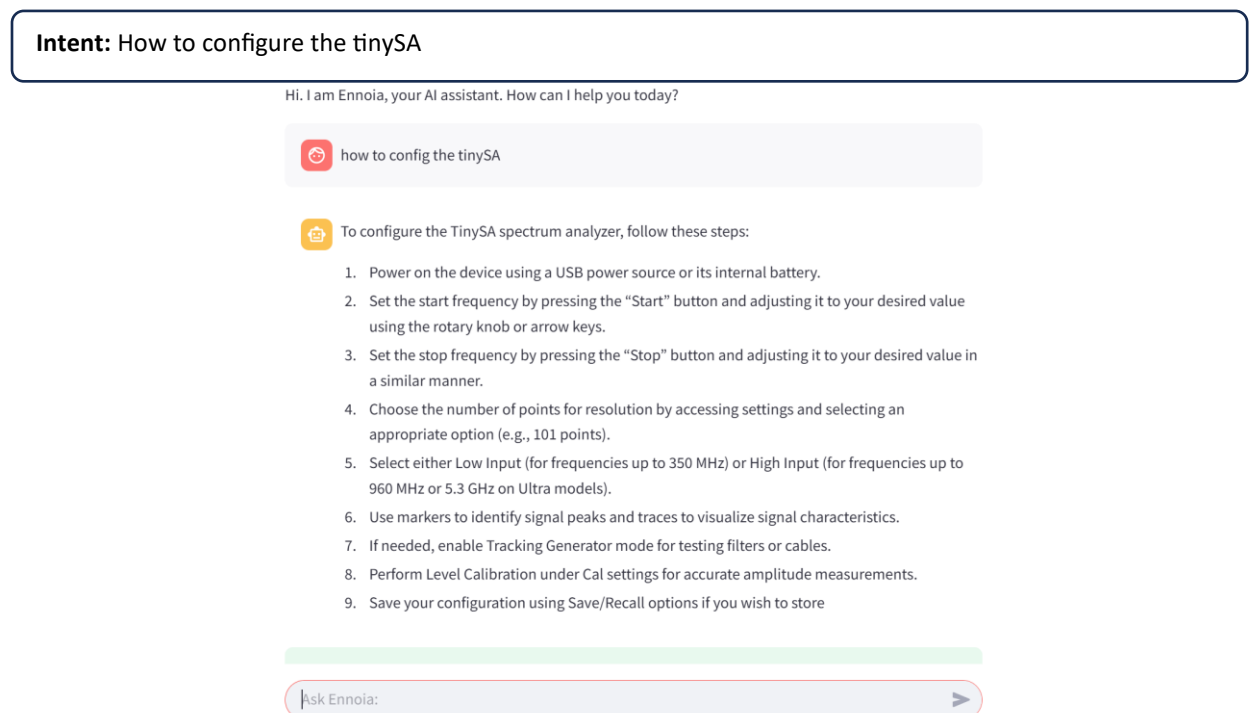 Intent: How to configure the tinySA
Hi. I am Ennoia, your AI assistant. How can I help you today?
how to config the tinySA
To configure the TinySA spectrum analyzer, follow these steps:
1. Power on the device using a USB power source or its internal battery.
2. Set the start frequency by pressing the “Start” button and adjusting it to your desired value
using the rotary knob or arrow keys.
3. Set the stop frequency by pressing the “Stop” button and adjusting it to your desired value in
a similar manner.
4. Choose the number of points for resolution by accessing settings and selecting an
appropriate option (e.g., 101 points).
5. Select either Low Input (for frequencies up to 350 MHz) or High Input (for frequencies up to
960 MHz or 5.3 GHz on Ultra models).
6. Use markers to identify signal peaks and traces to visualize signal characteristics.
7. If needed, enable Tracking Generator mode for testing filters or cables.
8. Perform Level Calibration under Cal settings for accurate amplitude measurements.
9. Save your configuration using Save/Recall options if you wish to store
Ask Ennoia: